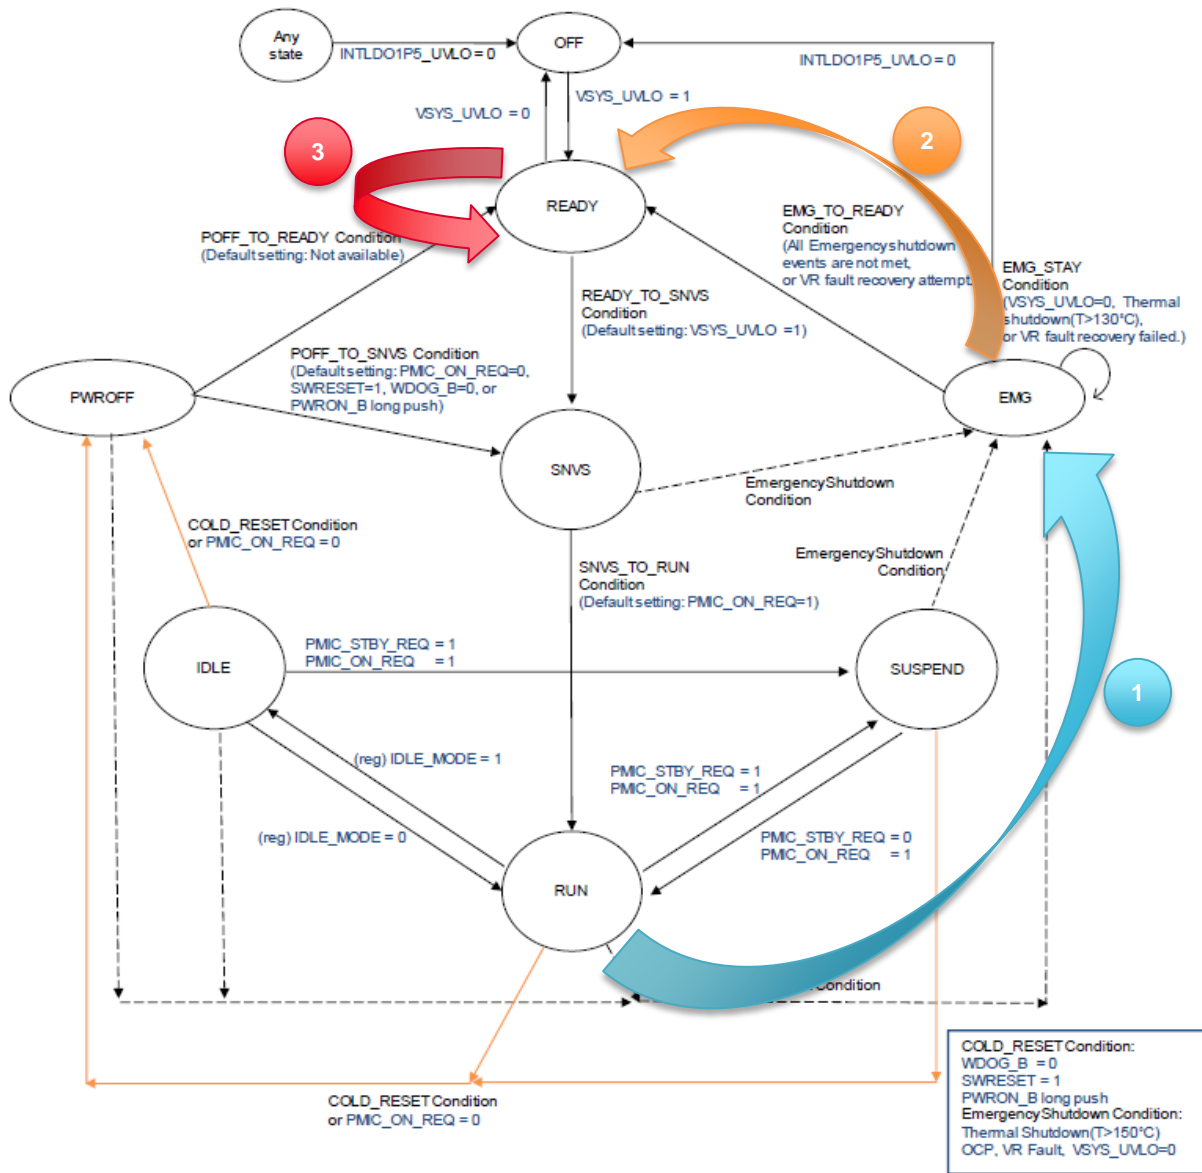 Any
state
OFF
INTLDO1P5_UVLO = 0
INTLDO1P5_UVLO = 0
VSYS_UVLO = 1
VSYS_UVLO = 0
2
3
READY
EMG_TO_READY
Condition
(All Emergency shutdown
events are not met,
or VR fault recovery attempt.
POFF_TO_READY Condition
(Default setting: Not available)
EMG_STAY
Condition
(VSYS_UVLO=0, Thermal
shutdown(T>130°C),
or VR fault recovery failed.)
READY_TO_SNVS
Condition
(Default setting: VSYS_UVLO =1)
POFF_TO_SNVS Condition
(Default setting: PMIC_ON_REQ=0,
SWRESET=1, WDOG_B=0, or
PWRON_B long push)
PWROFF
EMG
SNVS
Emergency Shutdown
Condition
COLD_RESET Condition
or PMIC_ON_REQ = 0
Emergency Shutdown
Condition
SNVS_TO_RUN
Condition
(Default setting: PMIC_ON_REQ=1)
IDLE
PMIC_STBY_REQ = 1
PMIC_ON_REQ = 1
SUSPEND
1
(reg) IDLE_MODE = 1
PMIC_STBY_REQ = 1
PMIC_ON_REQ = 1
(reg) IDLE_MODE = 0
PMIC_STBY_REQ = 0
PMIC_ON_REQ = 1
RUN
Condition
COLD_RESET Condition
or PMIC_ON_REQ = 0
COLD_RESET Condition:
WDOG_B = 0
SWRESET = 1
PWRON_B long push
Emergency Shutdown Condition:
Thermal Shutdown(T>150°C)
OCP, VR Fault, VSYS_UVLO=0